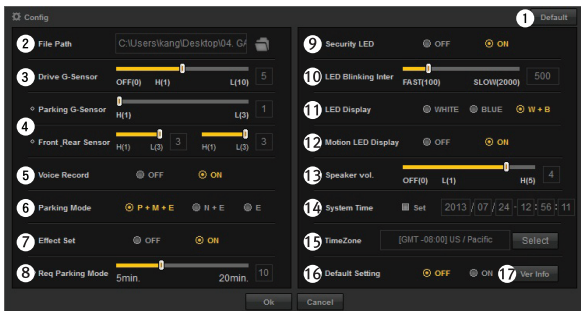 Config
1 Default
2 File Path C:\Users\kang\Desktop\04. GA
3 Drive G-Sensor OFF(0) H(1) L(10) 5
4
Parking G-Sensor H(1) L(3) 1
Front ,Rear Sensor H(1) L(3) 3 H(1) L(3) 3
5 Voice Record OFF ON
6 Parking Mode P + M + E N + E E
7 Effect Set OFF ON
8 Req Parking Mode 5min. 20min. 10
9 Security LED OFF ON
10 LED Blinking Inter FAST(100) SLOW(2000) 500
11 LED Display WHITE BLUE W + B
12 Motion LED Display OFF ON
13 Speaker vol. OFF(0) L(1) H(5) 4
14 System Time Set 2013 / 07 / 24 - 12 : 56 : 11
15 TimeZone [GMT -08:00] US / Pacific Select
16 Default Setting OFF ON 17 Ver Info
Ok Cancel